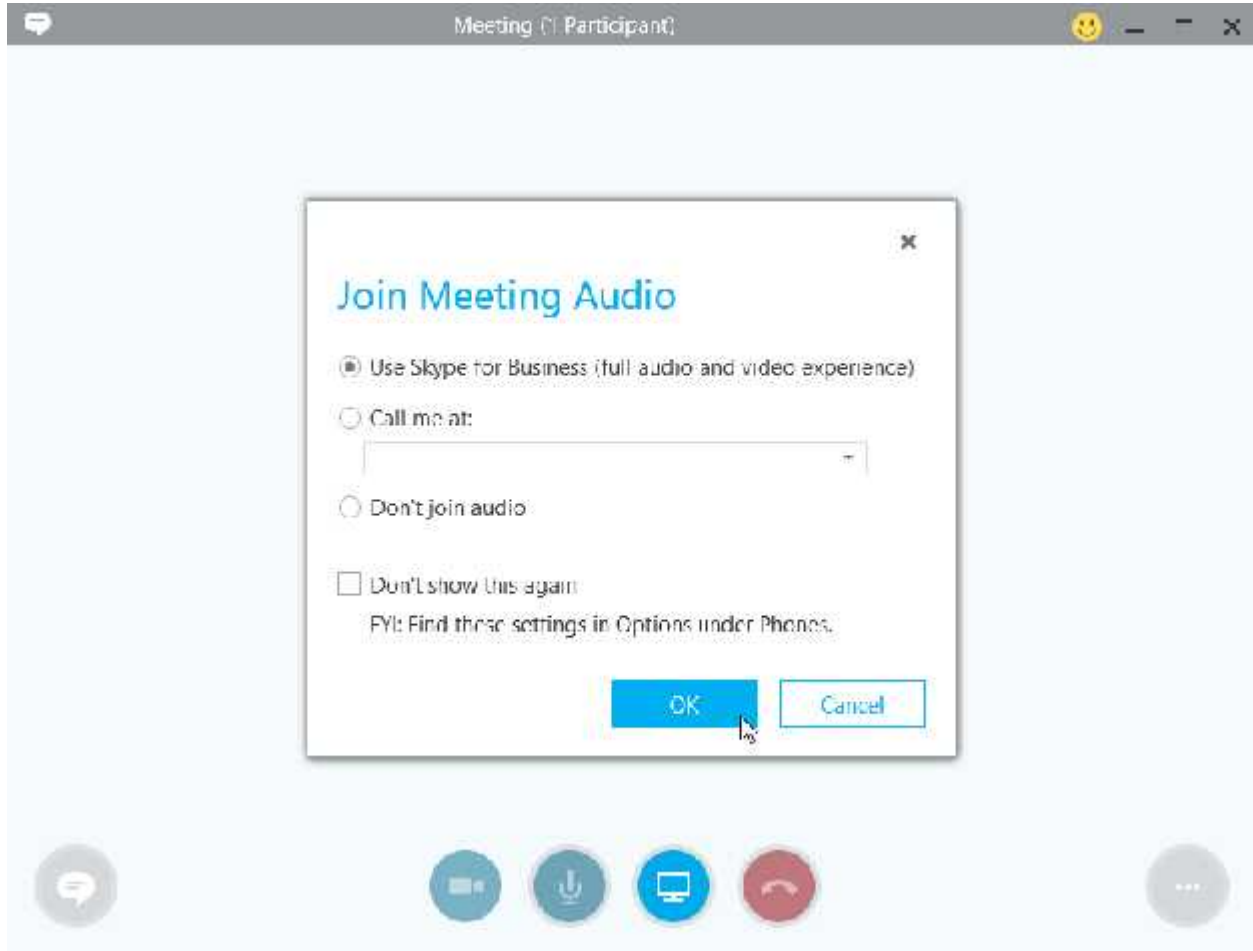 Meeting (1 Participant)
Join Meeting Audio
Use Skype for Business (full audio and video experience)
Call me at:
Don't join audio
Don't show this again
FYI: Find these settings in Options under Phones.
OK
Cancel